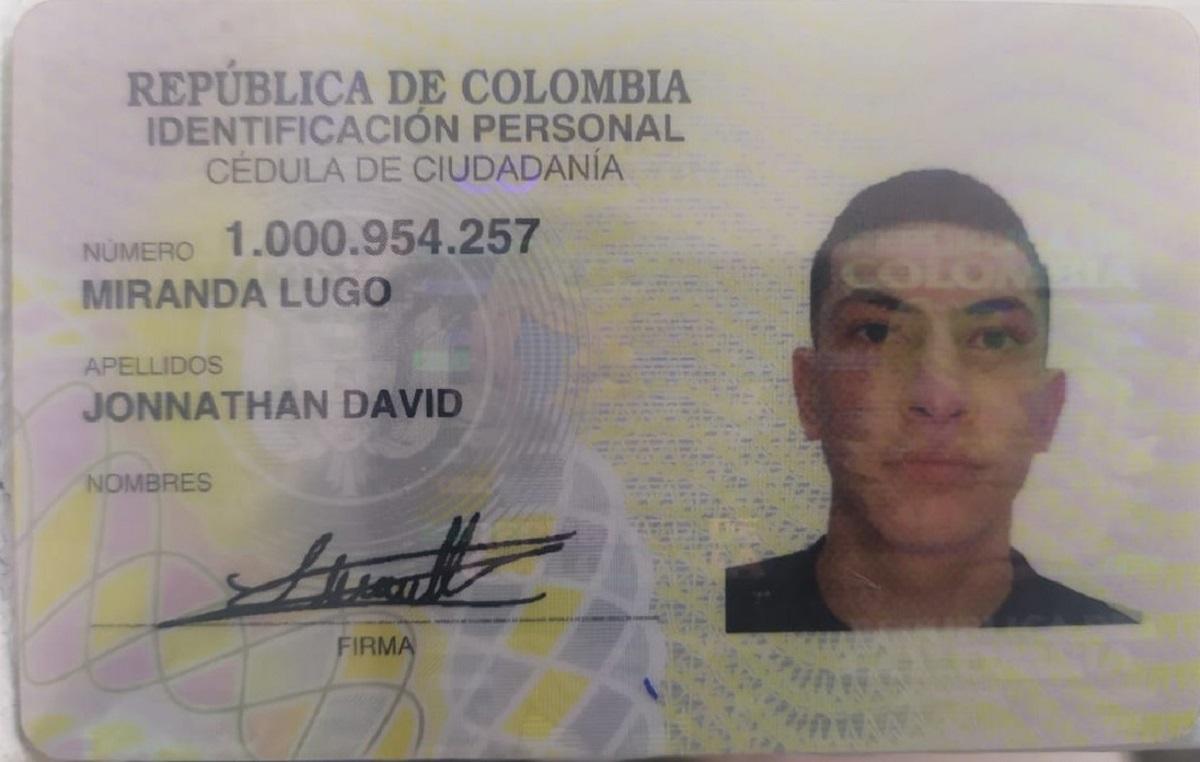 REPÚBLICA DE COLOMBIA
IDENTIFICACIÓN PERSONAL
CÉDULA DE CIUDADANÍA
NÚMERO 1.000.954.257
MIRANDA LUGO
APELLIDOS
JONNATHAN DAVID
NOMBRES
FIRMA
COLOMBIA